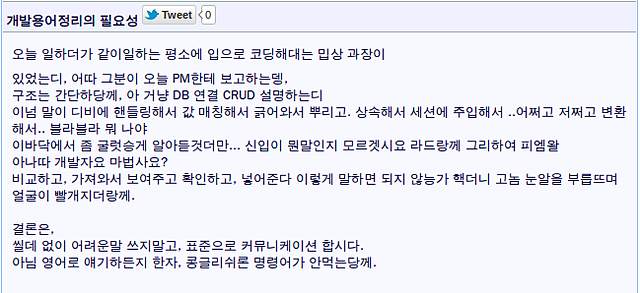 개발용어정리의 필요성 Tweet 0
오늘 일하더가 같이일하는 평소에 입으로 코딩해대는 밉상 과장이
있었는디, 어따 그분이 오늘 PM한테 보고하는뎅,
구조는 간단하당께, 아 거냥 DB 연결 CRUD 설명하는디
이넘 말이 디비에 핸들링해서 값 매칭해서 긁어와서 뿌리고. 상속해서 세션에 주입해서 ..어쩌고 저쩌고 변환
해서.. 블라블라 뭐 나야
이바닥에서 좀 굴럿승게 알아듣것더만... 신입이 뭔말인지 모르겟시요 라드랑께 그리하여 피엠왈
아나따 개발자요 마법사요?
비교하고, 가져와서 보여주고 확인하고, 넣어준다 이렇게 말하면 되지 않능가 핵더니 고놈 눈알을 부릅뜨며
얼굴이 빨개지더랑께.
결론은,
씰데 없이 어려운말 쓰지말고, 표준으로 커뮤니케이션 합시다.
아님 영어로 얘기하든지 한자, 콩글리쉬론 명령어가 안먹는당께.